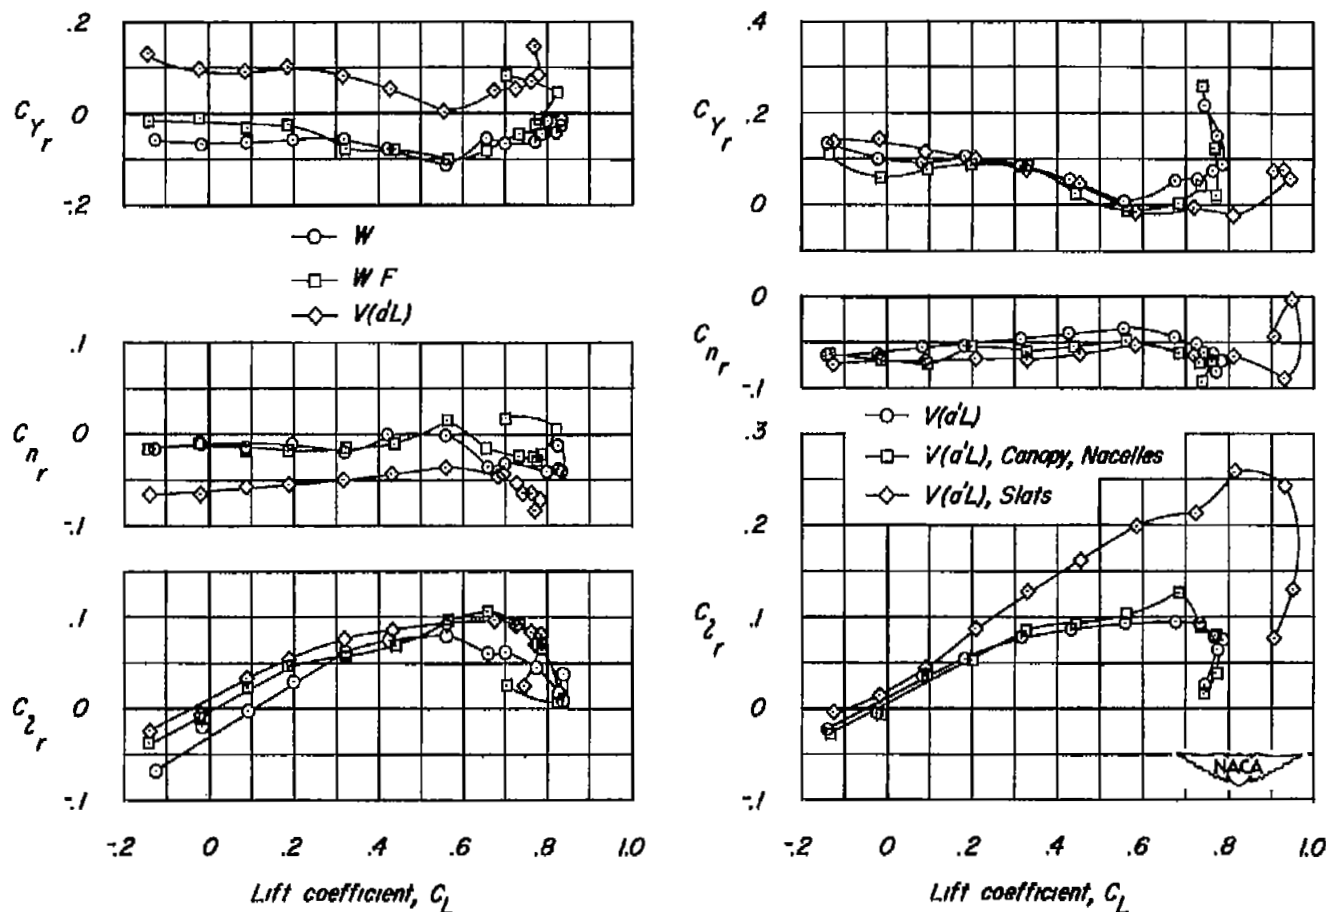 .2
C_Y_r
0
-.2
W
W F
V(a'L)
.1
C_n_r
0
-.1
.1
C_l_r
0
-.1
-.2 0 .2 .4 .6 .8 1.0
Lift coefficient, C_L
.4
C_Y_r
.2
0
0
C_n_r
-.1
V(a'L)
V(a'L), Canopy, Nacelles
V(a'L), Slats
.3
.2
C_l_r
.1
0
-.1
NACA
-.2 0 .2 .4 .6 .8 1.0
Lift coefficient, C_L